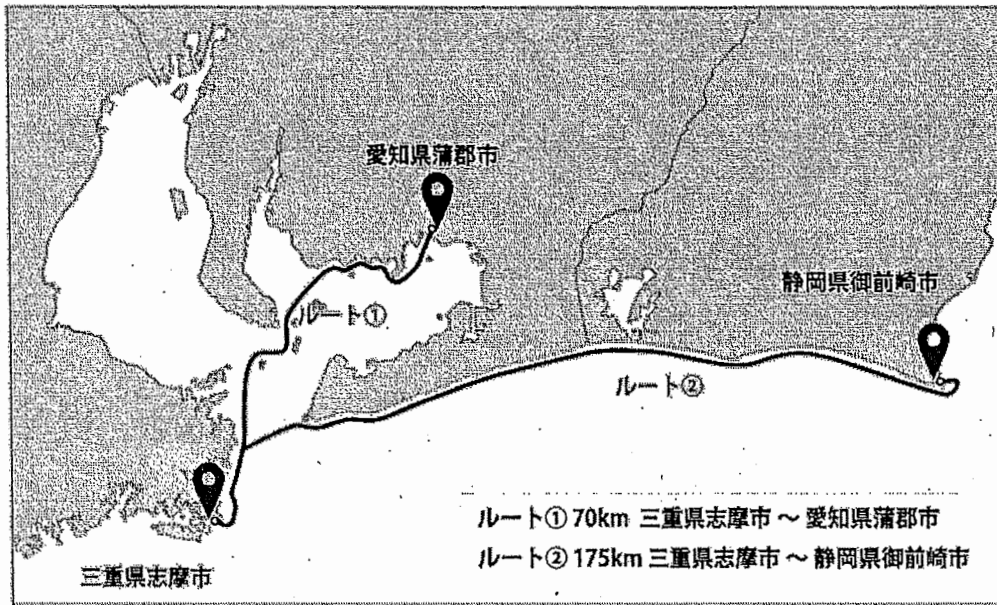 愛知県蒲郡市
静岡県御前崎市
ルート①
ルート②
ルート① 70km 三重県志摩市 ～ 愛知県蒲郡市
ルート② 175km 三重県志摩市 ～ 静岡県御前崎市
三重県志摩市